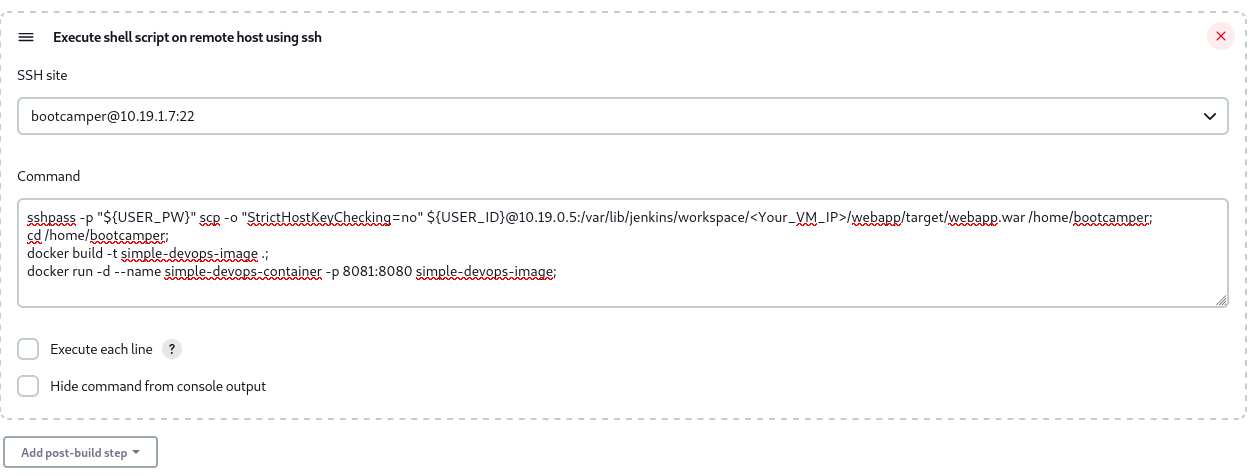 Execute shell script on remote host using ssh
SSH site
bootcamper@10.19.1.7:22
Command
sshpass -p "${USER_PW}" scp -o "StrictHostKeyChecking=no" ${USER_ID}@10.19.0.5:/var/lib/jenkins/workspace/<Your_VM_IP>/webapp/target/webapp.war /home/bootcamper;
cd /home/bootcamper;
docker build -t simple-devops-image .;
docker run -d --name simple-devops-container -p 8081:8080 simple-devops-image;
Execute each line ?
Hide command from console output
Add post-build step